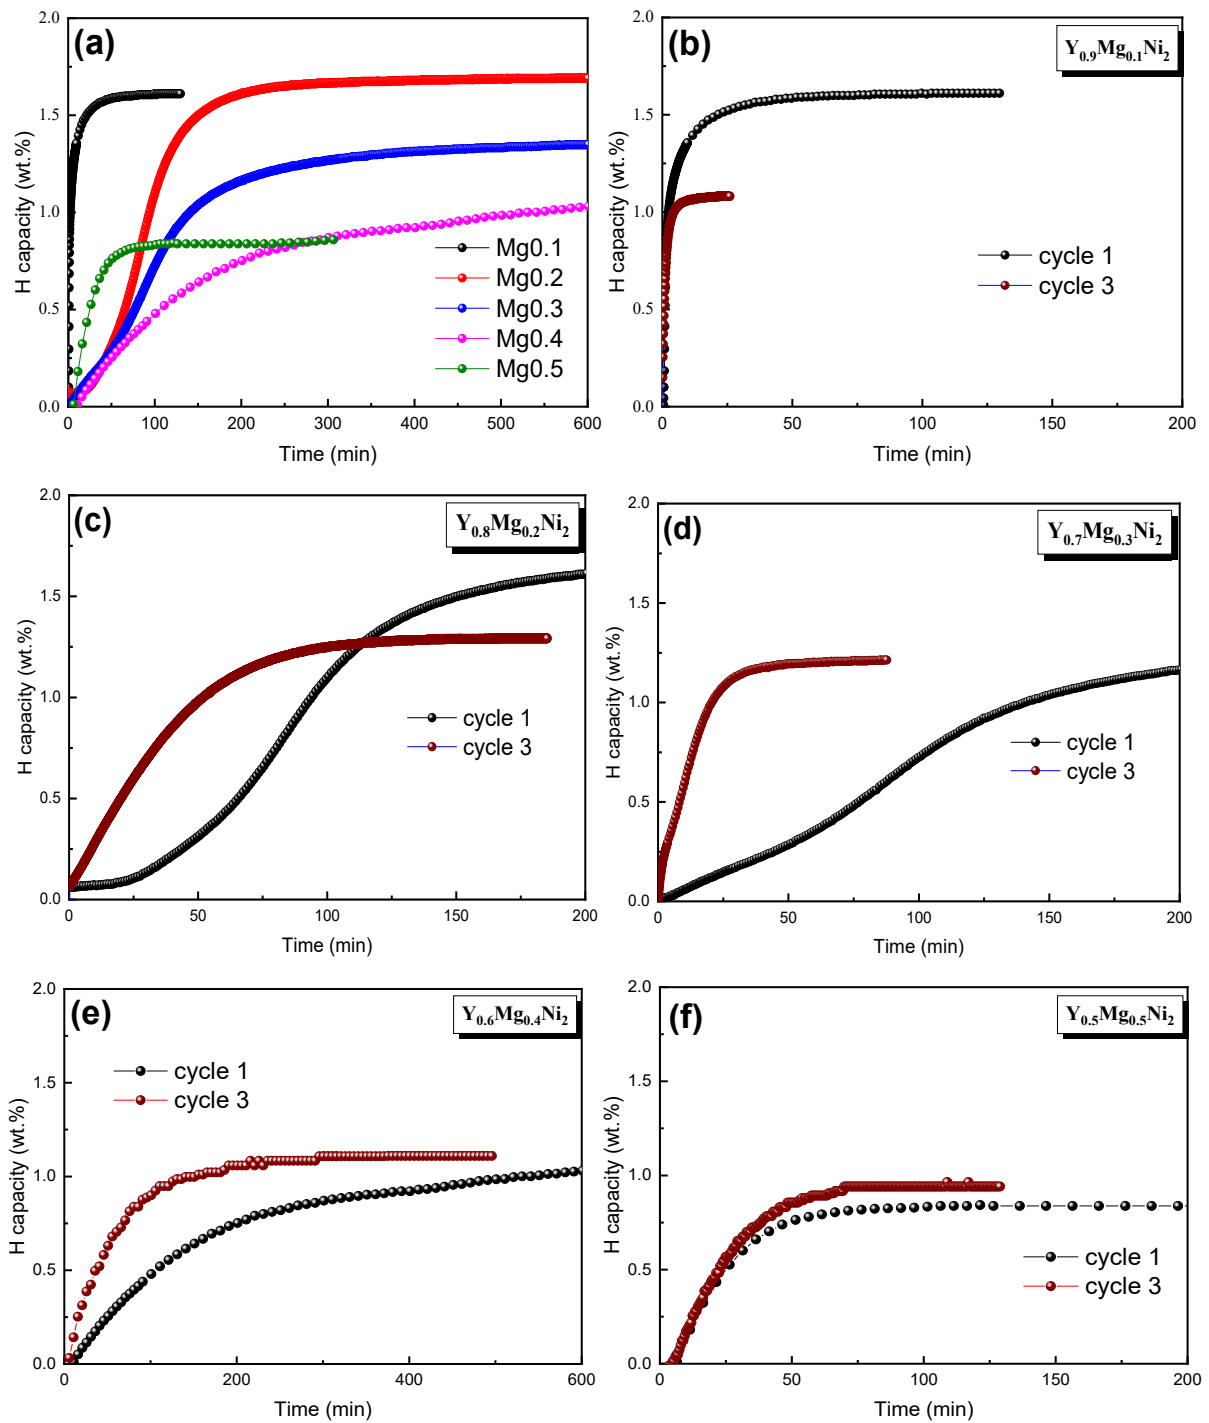 (a)
2.0
1.5
1.0
0.5
0.0
H capacity (wt.%)
Mg0.1
Mg0.2
Mg0.3
Mg0.4
Mg0.5
0 100 200 300 400 500 600
Time (min)
(b)
Y0.9Mg0.1Ni2
2.0
1.5
1.0
0.5
0.0
H capacity (wt.%)
cycle 1
cycle 3
0 50 100 150 200
Time (min)
(c)
Y0.8Mg0.2Ni2
2.0
1.5
1.0
0.5
0.0
H capacity (wt.%)
cycle 1
cycle 3
0 50 100 150 200
Time (min)
(d)
Y0.7Mg0.3Ni2
2.0
1.5
1.0
0.5
0.0
H capacity (wt.%)
cycle 1
cycle 3
0 50 100 150 200
Time (min)
(e)
Y0.6Mg0.4Ni2
2.0
1.5
1.0
0.5
0.0
H capacity (wt.%)
cycle 1
cycle 3
0 200 400 600
Time (min)
(f)
Y0.5Mg0.5Ni2
2.0
1.5
1.0
0.5
0.0
H capacity (wt.%)
cycle 1
cycle 3
0 50 100 150 200
Time (min)